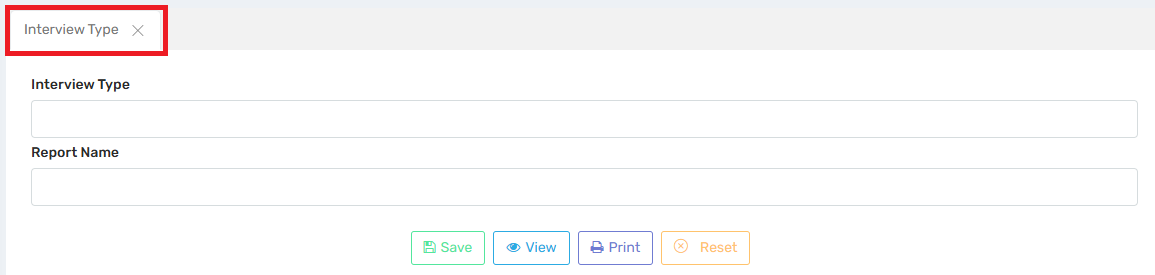 Interview Type
Interview Type
Report Name
Save View Print Reset